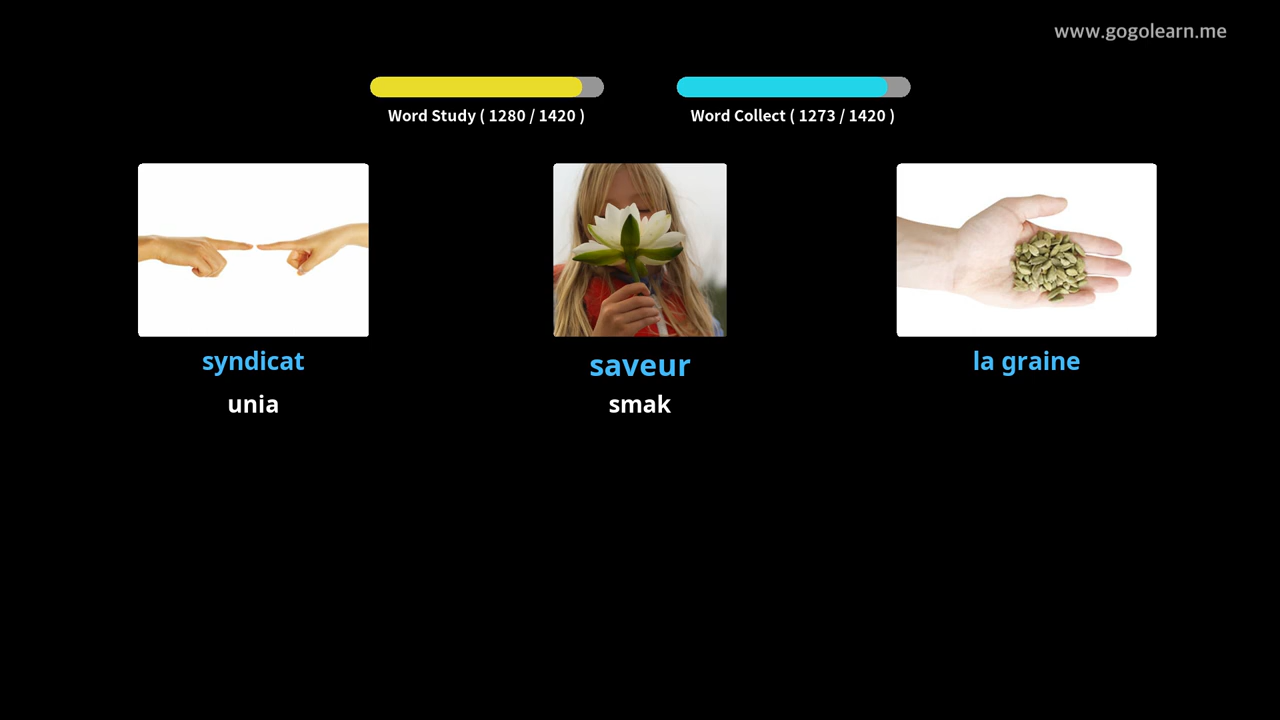 www.gogolearn.me
Word Study ( 1280 / 1420 )
Word Collect ( 1273 / 1420 )
syndicat
saveur
la graine
unia
smak